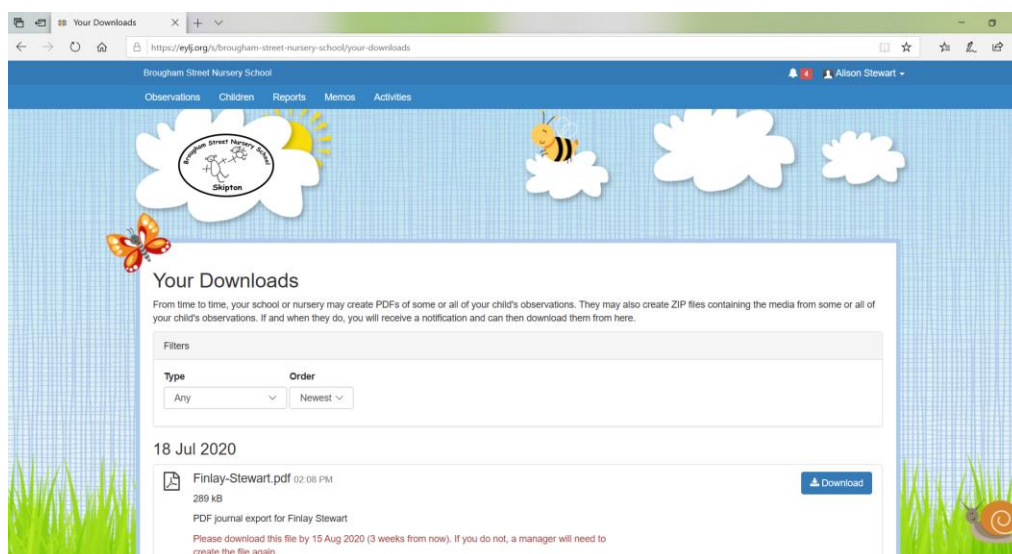 Your Downloads
https://eylj.org/s/brougham-street-nursery-school/your-downloads
Brougham Street Nursery School
4 Alison Stewart
Observations Children Reports Memos Activities
Brougham Street Nursery School
Skipton
Your Downloads
From time to time, your school or nursery may create PDFs of some or all of your child's observations. They may also create ZIP files containing the media from some or all of
your child's observations. If and when they do, you will receive a notification and can then download them from here.
Filters
Type Order
Any Newest
18 Jul 2020
Finlay-Stewart.pdf 02:08 PM
Download
289 kB
PDF journal export for Finlay Stewart
Please download this file by 15 Aug 2020 (3 weeks from now). If you do not, a manager will need to
create the file again.